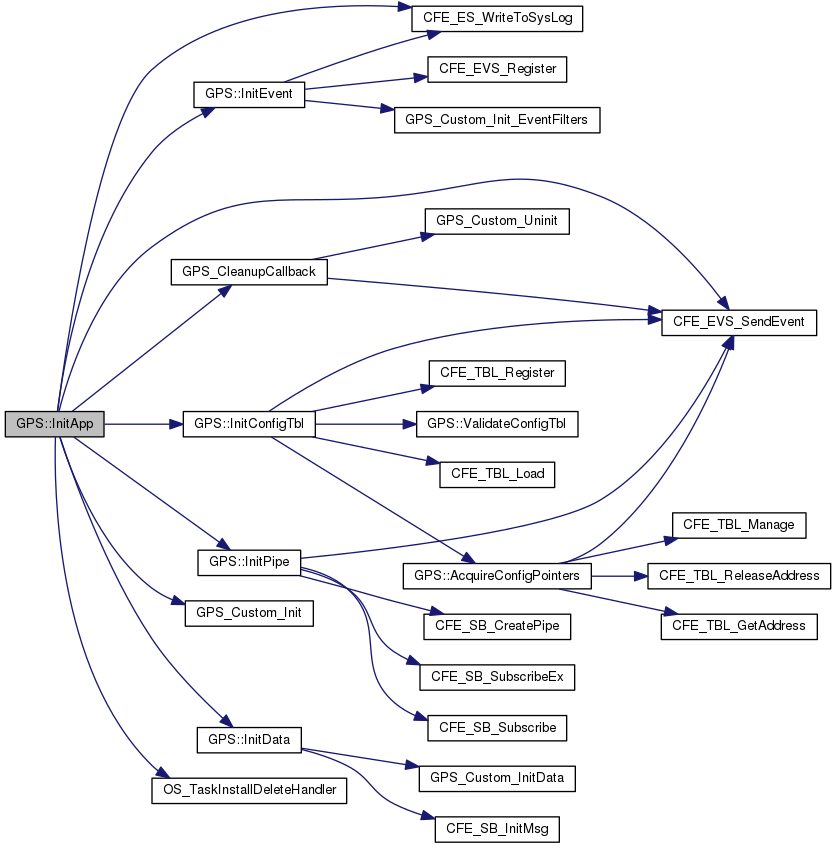 CFE_ES_WriteToSysLog
CFE_EVS_Register
GPS::InitEvent
GPS_Custom_Init_EventFilters
GPS_Custom_Uninit
GPS_CleanupCallback
CFE_EVS_SendEvent
CFE_TBL_Register
GPS::InitApp
GPS::InitConfigTbl
GPS::ValidateConfigTbl
CFE_TBL_Load
CFE_TBL_Manage
GPS::InitPipe
GPS::AcquireConfigPointers
CFE_TBL_ReleaseAddress
GPS_Custom_Init
CFE_SB_CreatePipe
CFE_TBL_GetAddress
CFE_SB_SubscribeEx
CFE_SB_Subscribe
GPS::InitData
GPS_Custom_InitData
OS_TaskInstallDeleteHandler
CFE_SB_InitMsg